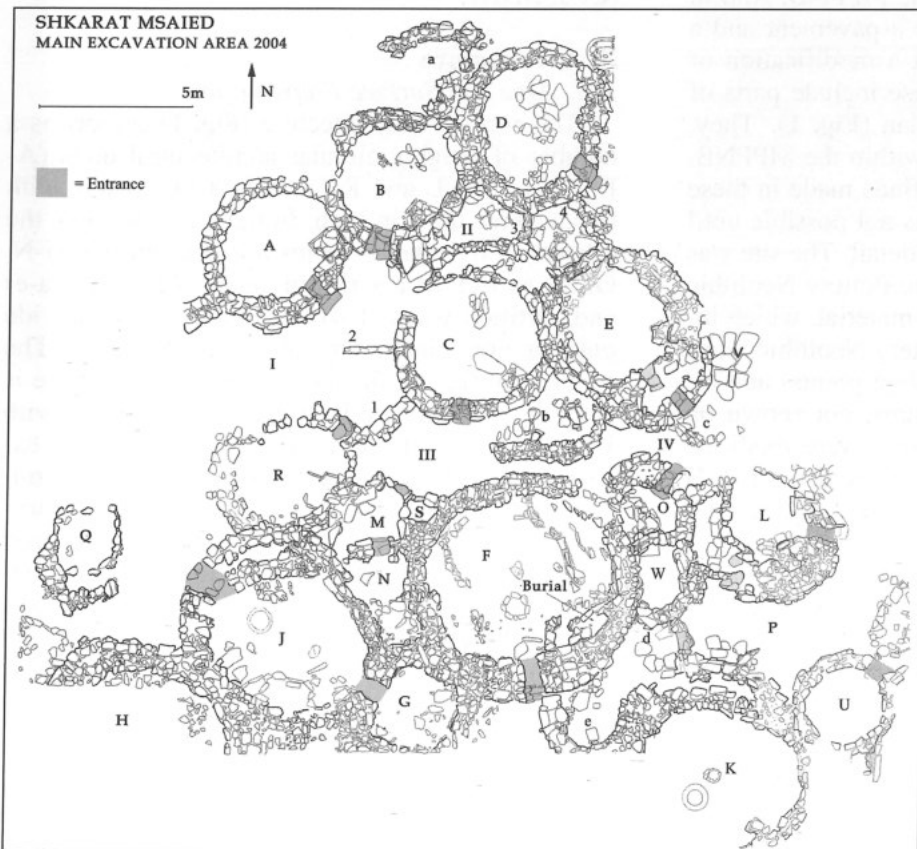 SHKARAT MSAIED
MAIN EXCAVATION AREA 2004
N
5m
= Entrance
a
D
B
A
II
3
4
E
C
2
I
V
1
b
c
III
IV
R
M
S
O
L
Q
F
W
N
Burial
J
P
d
H
G
e
U
K